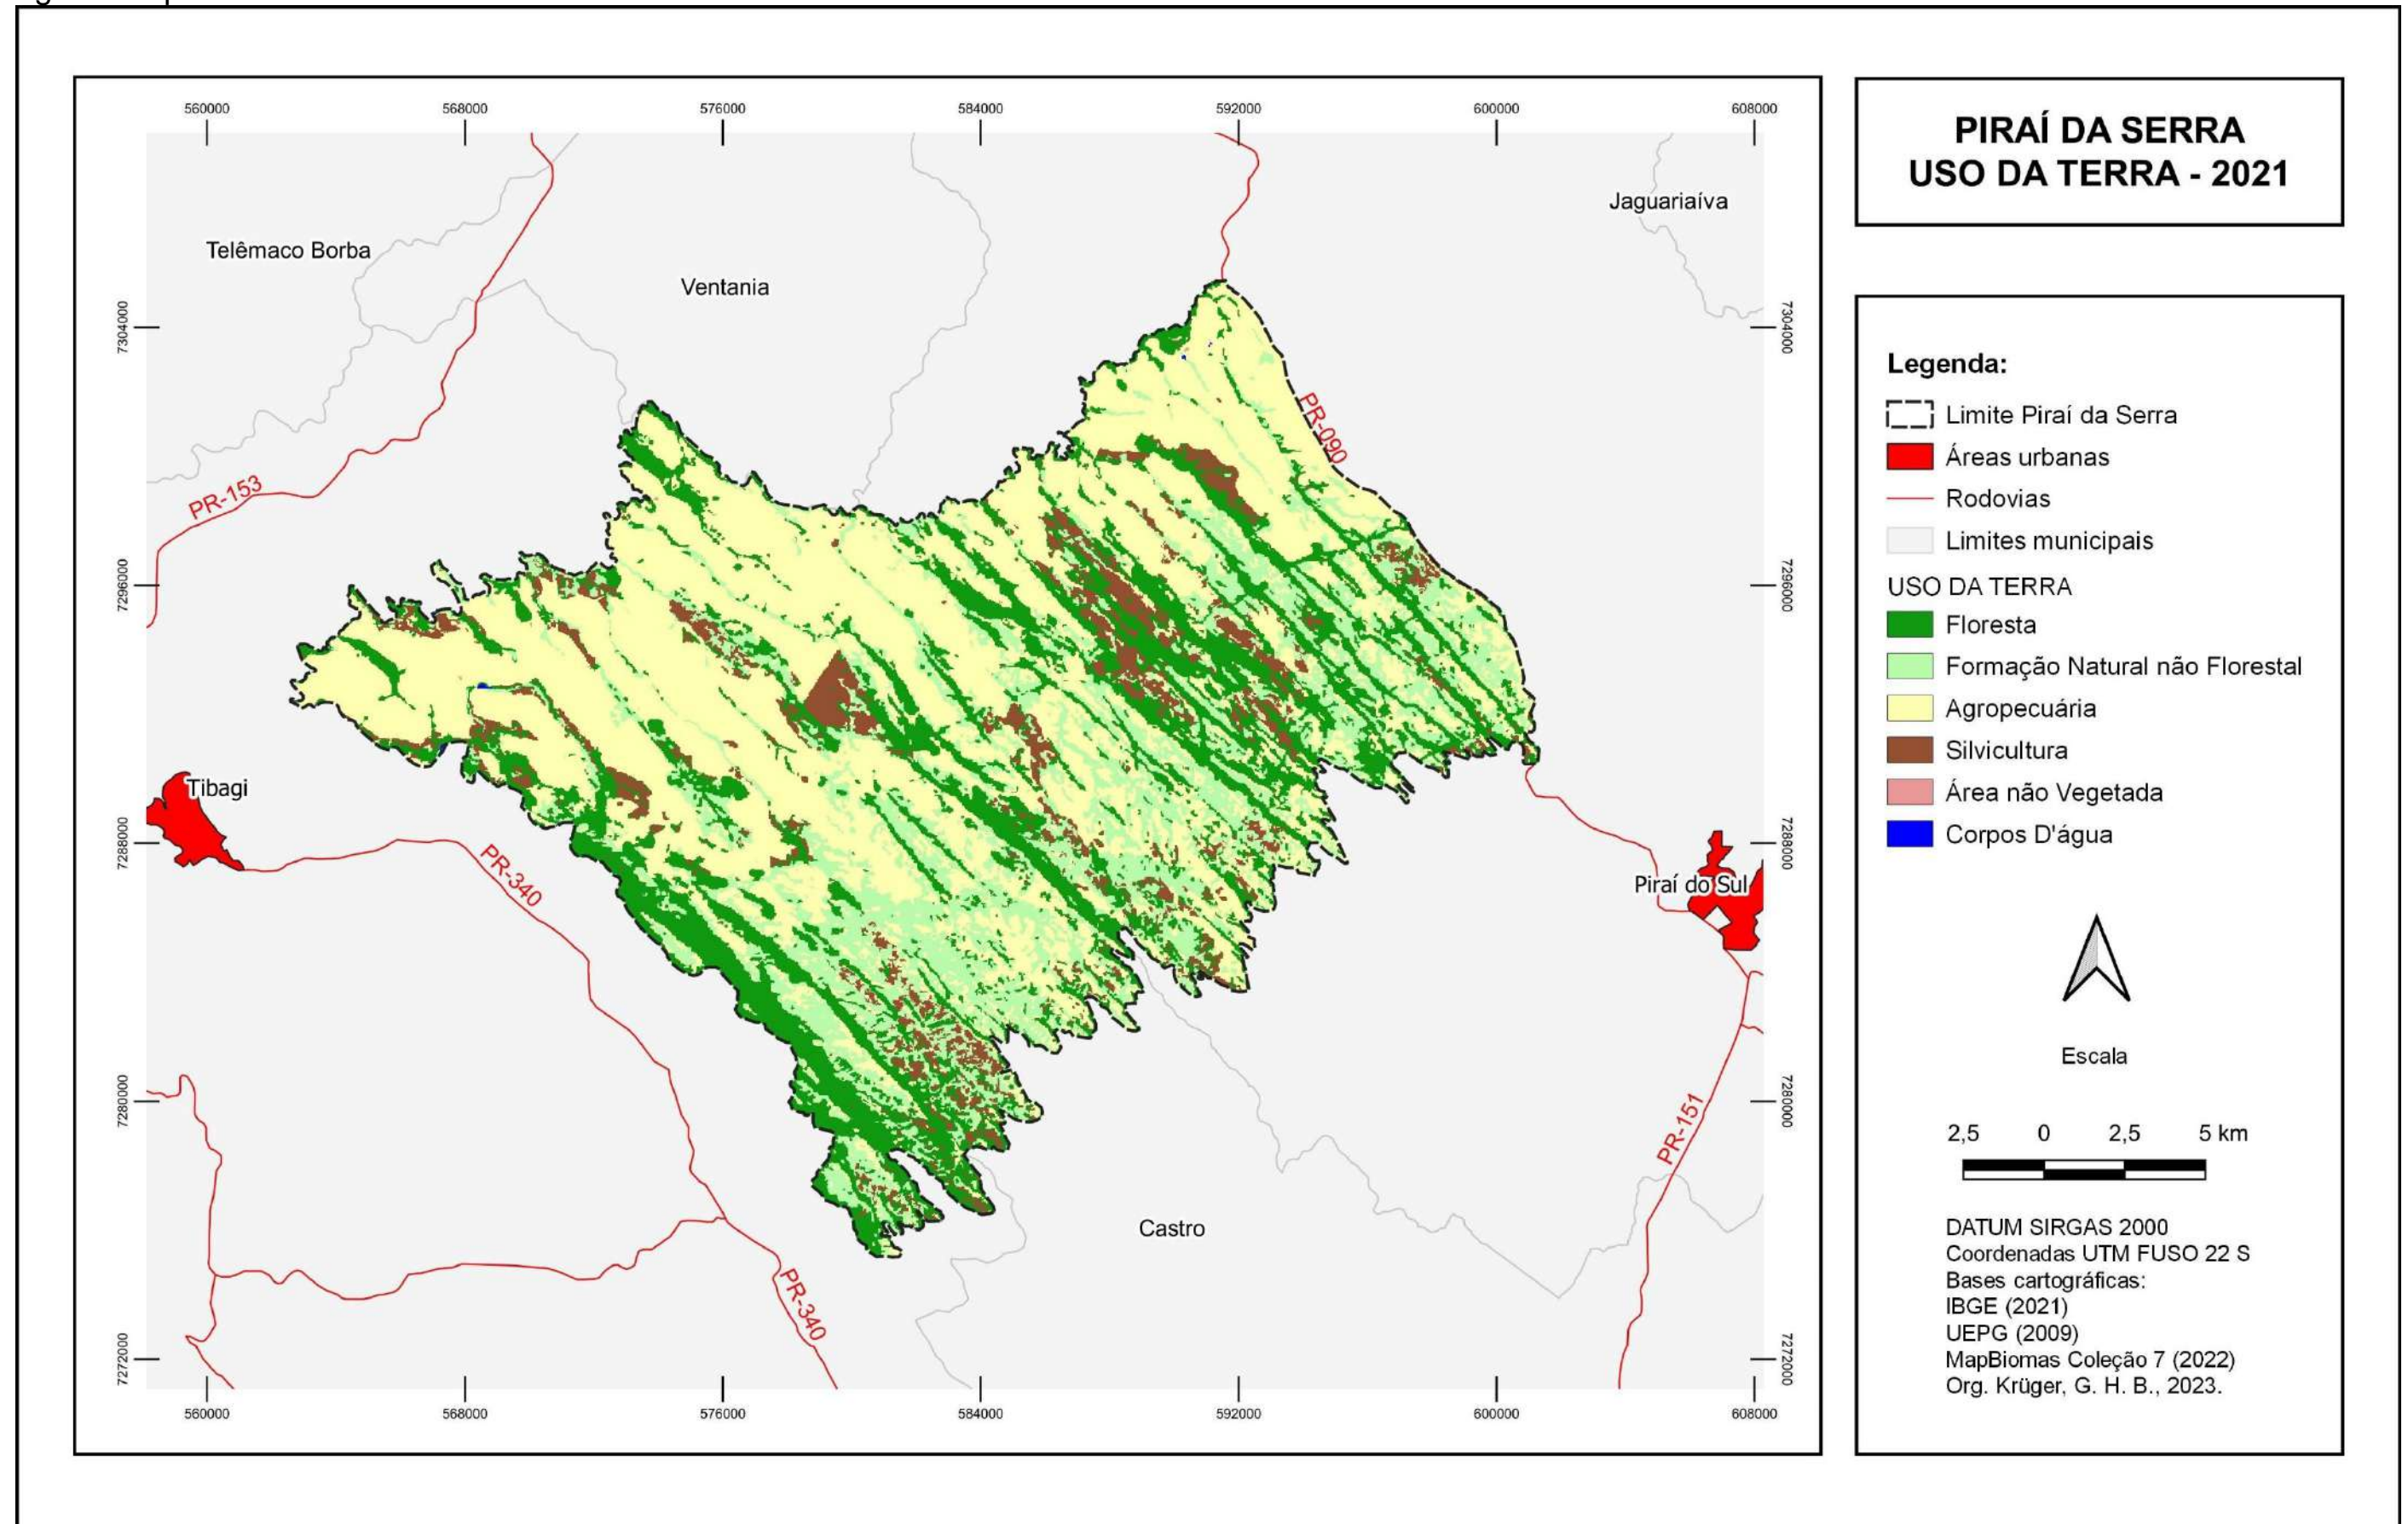 PIRAÍ DA SERRA
USO DA TERRA - 2021
560000
568000
576000
584000
592000
600000
608000
Jaguariaíva
Telêmaco Borba
Ventania
7304000
7304000
PR-090
PR-153
7296000
7296000
Tibagi
7288000
7288000
PR-340
Piraí do Sul
7280000
7280000
PR-151
Castro
PR-340
7272000
7272000
560000
568000
576000
584000
592000
600000
608000
Legenda:
Limite Piraí da Serra
Áreas urbanas
Rodovias
Limites municipais
USO DA TERRA
Floresta
Formação Natural não Florestal
Agropecuária
Silvicultura
Área não Vegetada
Corpos D'água
Escala
2,5 0 2,5 5 km
DATUM SIRGAS 2000
Coordenadas UTM FUSO 22 S
Bases cartográficas:
IBGE (2021)
UEPG (2009)
MapBiomas Coleção 7 (2022)
Org. Krüger, G. H. B., 2023.